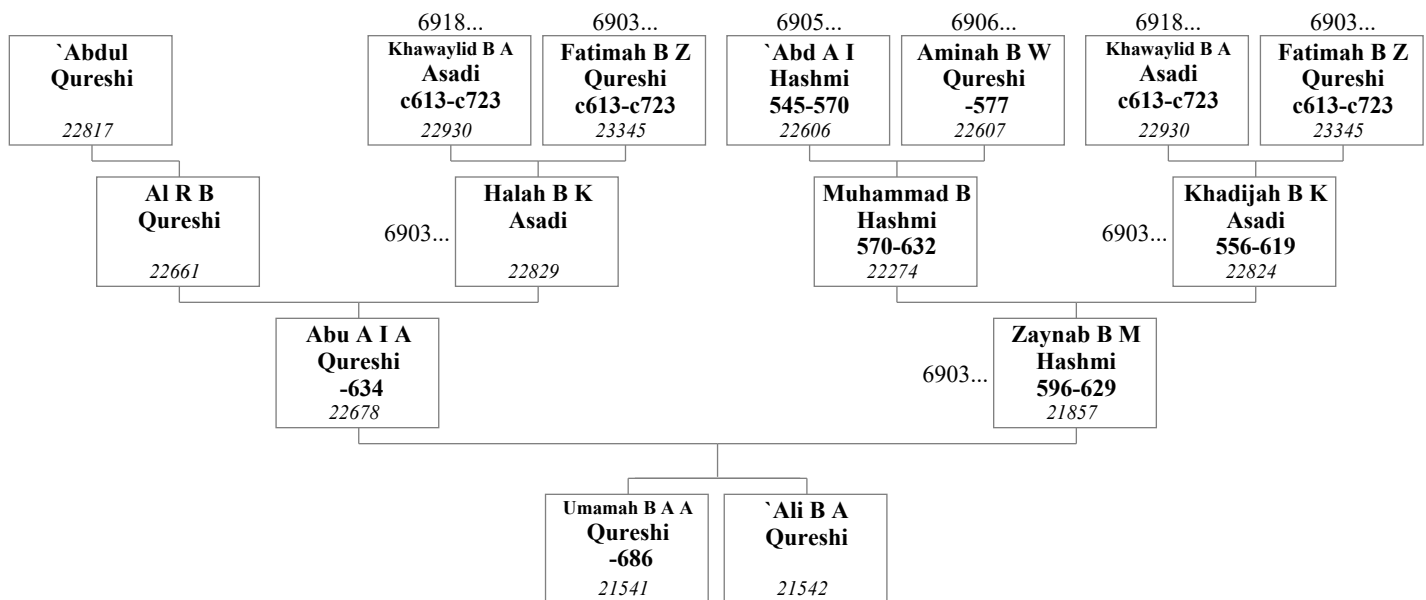 6918...
6903...
6905...
6906...
6918...
6903...
`Abdul
Qureshi
22817
Khawaylid B A
Asadi
c613-c723
22930
Fatimah B Z
Qureshi
c613-c723
23345
`Abd A I
Hashmi
545-570
22606
Aminah B W
Qureshi
-577
22607
Khawaylid B A
Asadi
c613-c723
22930
Fatimah B Z
Qureshi
c613-c723
23345
Al R B
Qureshi
22661
6903...
Halah B K
Asadi
22829
Muhammad B
Hashmi
570-632
22274
6903...
Khadijah B K
Asadi
556-619
22824
Abu A I A
Qureshi
-634
22678
6903...
Zaynab B M
Hashmi
596-629
21857
Umamah B A A
Qureshi
-686
21541
`Ali B A
Qureshi
21542